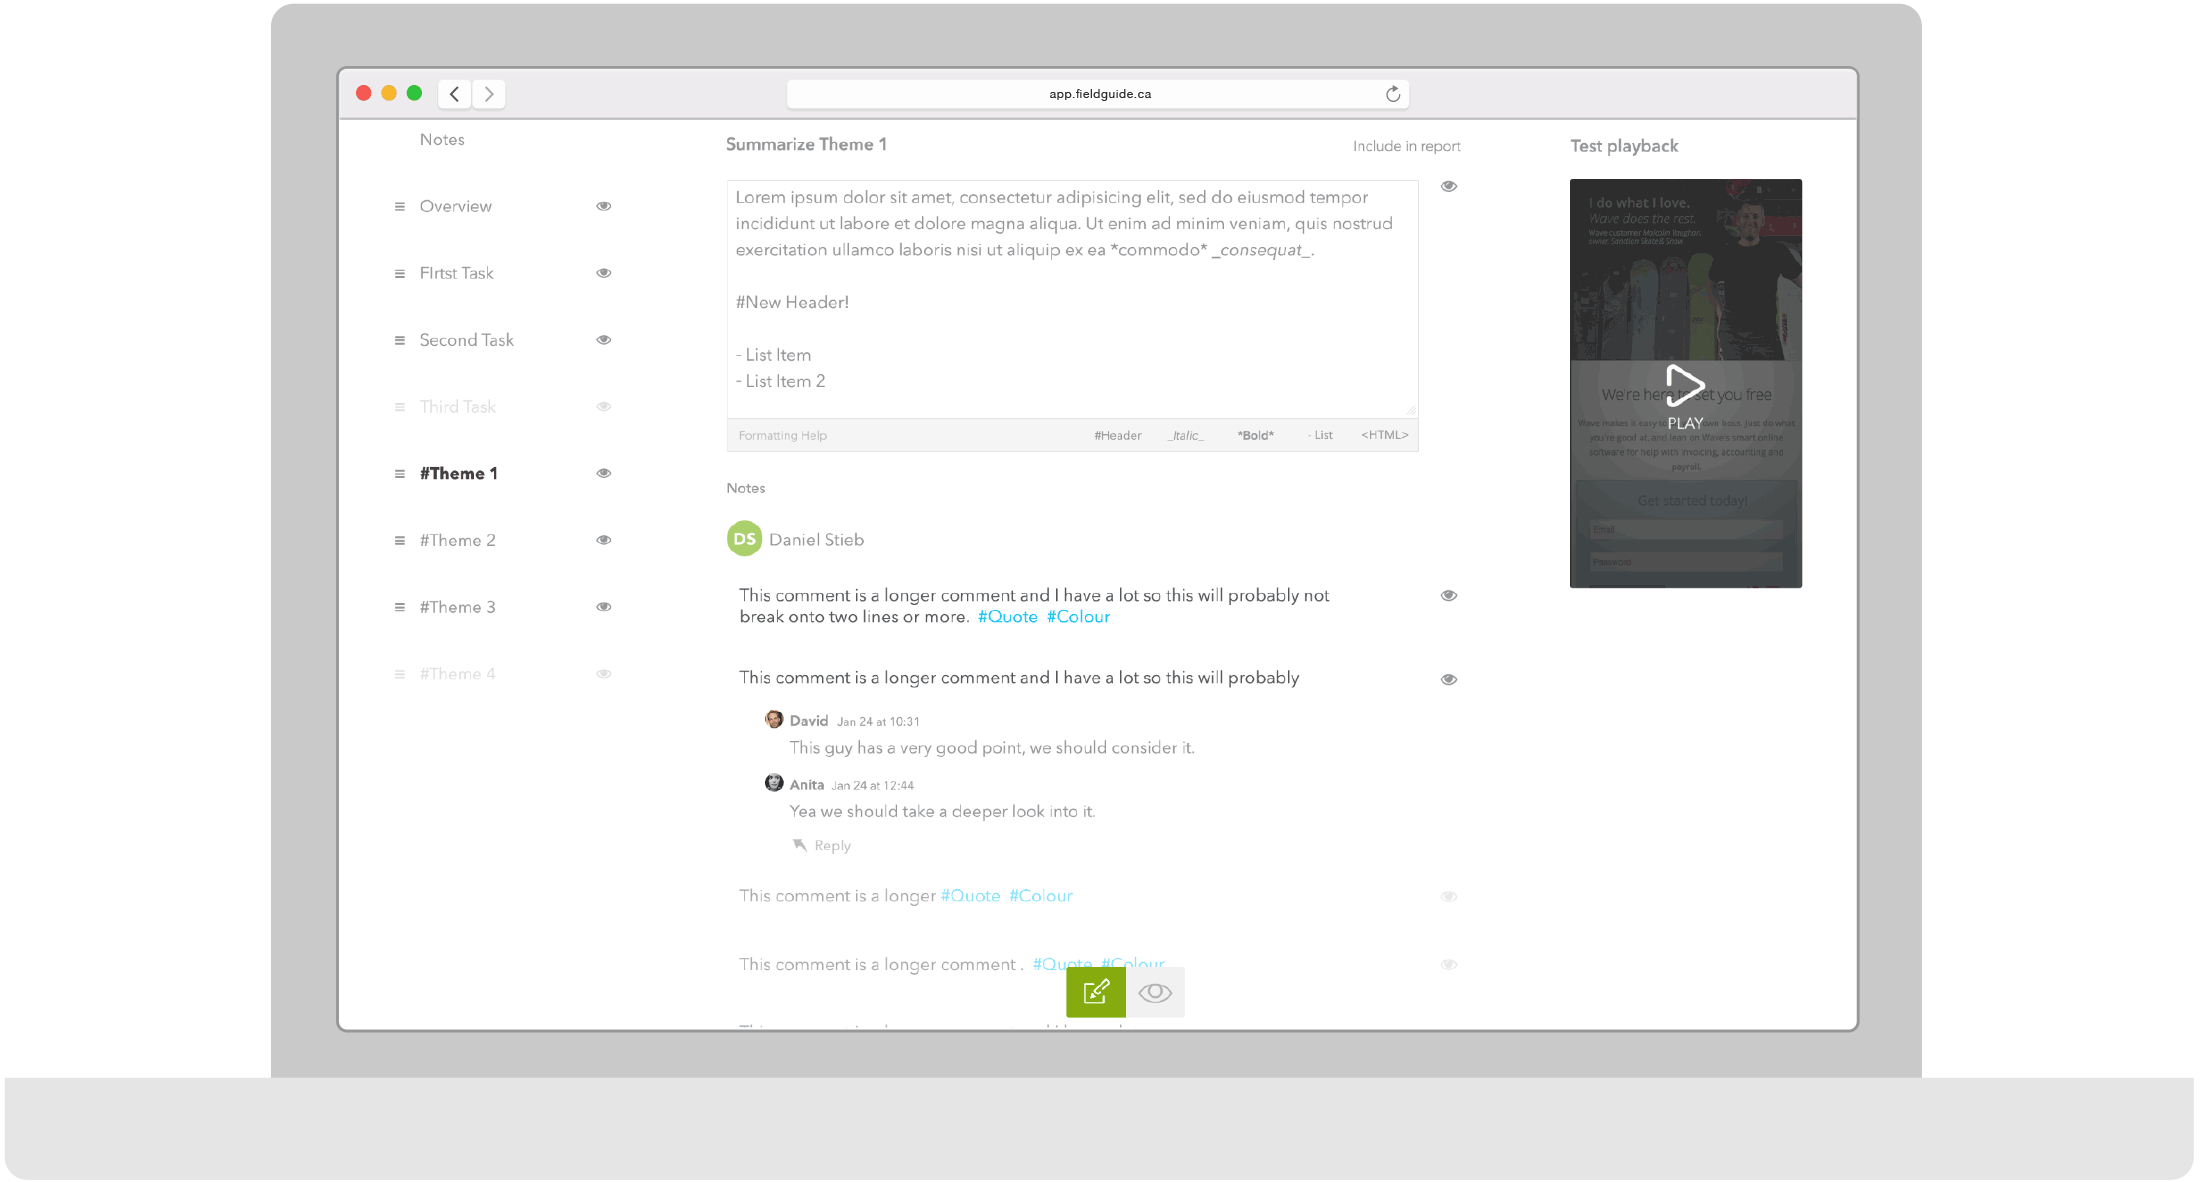 app.fieldguide.ca
Notes
Overview
FIrtst Task
Second Task
Third Task
#Theme 1
#Theme 2
#Theme 3
#Theme 4
Summarize Theme 1
Include in report
Lorem ipsum dolor sit amet, consectetur adipisicing elit, sed do eiusmod tempor
incididunt ut labore et dolore magna aliqua. Ut enim ad minim veniam, quis nostrud
exercitation ullamco laboris nisi ut aliquip ex ea *commodo* _consequat_.
#New Header!
- List Item
- List Item 2
Formatting Help
#Header
_Italic_
*Bold*
- List
<HTML>
Notes
DS
Daniel Stieb
This comment is a longer comment and I have a lot so this will probably not
break onto two lines or more. #Quote #Colour
This comment is a longer comment and I have a lot so this will probably
David Jan 24 at 10:31
This guy has a very good point, we should consider it.
Anita Jan 24 at 12:44
Yea we should take a deeper look into it.
Reply
This comment is a longer #Quote #Colour
This comment is a longer comment . #Quote #Colour
Test playback
I do what I love.
Wave does the rest.
Wave customer Malcolm Vaughan,
owner Sandlon Skate & Snow
We're here to set you free
PLAY
Wave makes it easy to own boss. Just do what
you're good at, and lean on Wave's smart online
software for help with invoicing, accounting and
payroll.
Get started today!
Email
Password